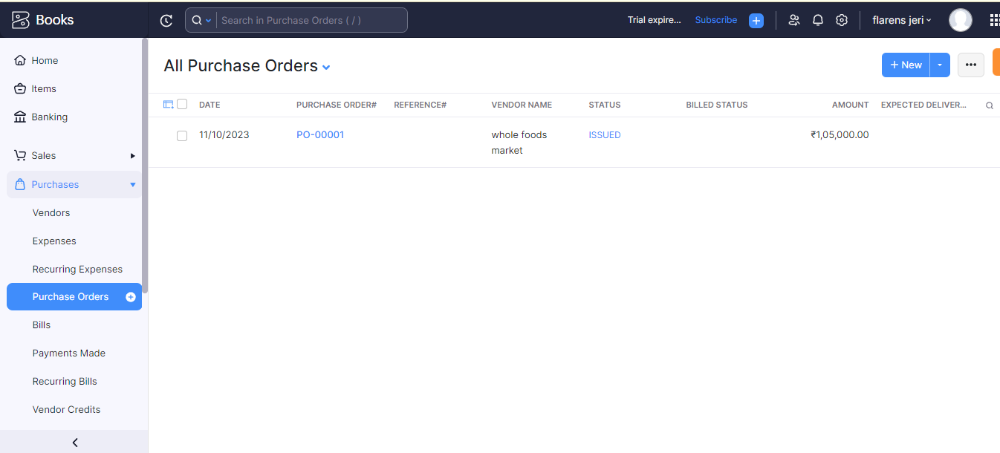 Books
Search in Purchase Orders ( / )
Trial expire...
Subscribe
flarens jeri
Home
Items
Banking
Sales
Purchases
Vendors
Expenses
Recurring Expenses
Purchase Orders
Bills
Payments Made
Recurring Bills
Vendor Credits
All Purchase Orders
+ New
DATE PURCHASE ORDER# REFERENCE# VENDOR NAME STATUS BILLED STATUS AMOUNT EXPECTED DELIVER...
11/10/2023 PO-00001 whole foods ISSUED ₹1,05,000.00
market